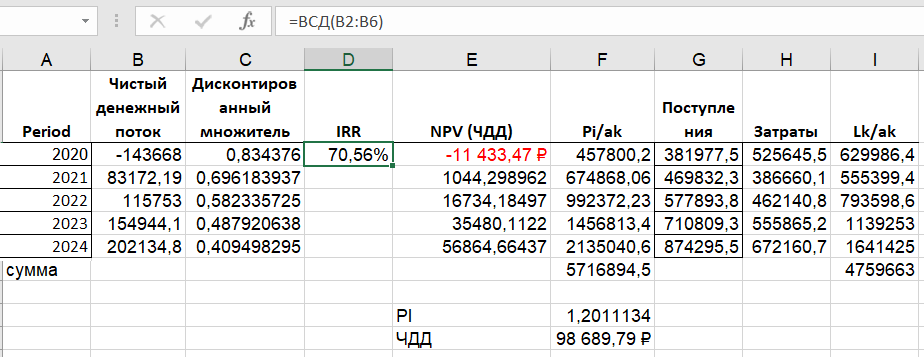 =ВСД(B2:B6)
A B C D E F G H I
Period Чистый денежный поток Дисконтиров анный множитель IRR NPV (ЧДД) Pi/ak Поступле ния Затраты Lk/ak
2020 -143668 0,834376 70,56% -11 433,47 ₽ 457800,2 381977,5 525645,5 629986,4
2021 83172,19 0,696183937 1044,298962 674868,06 469832,3 386660,1 555399,4
2022 115753 0,582335725 16734,18497 992372,23 577893,8 462140,8 793598,6
2023 154944,1 0,487920638 35480,1122 1456813,4 710809,3 555865,2 1139253
2024 202134,8 0,409498295 56864,66437 2135040,6 874295,5 672160,7 1641425
сумма 5716894,5 4759663
PI 1,2011134
ЧДД 98 689,79 ₽